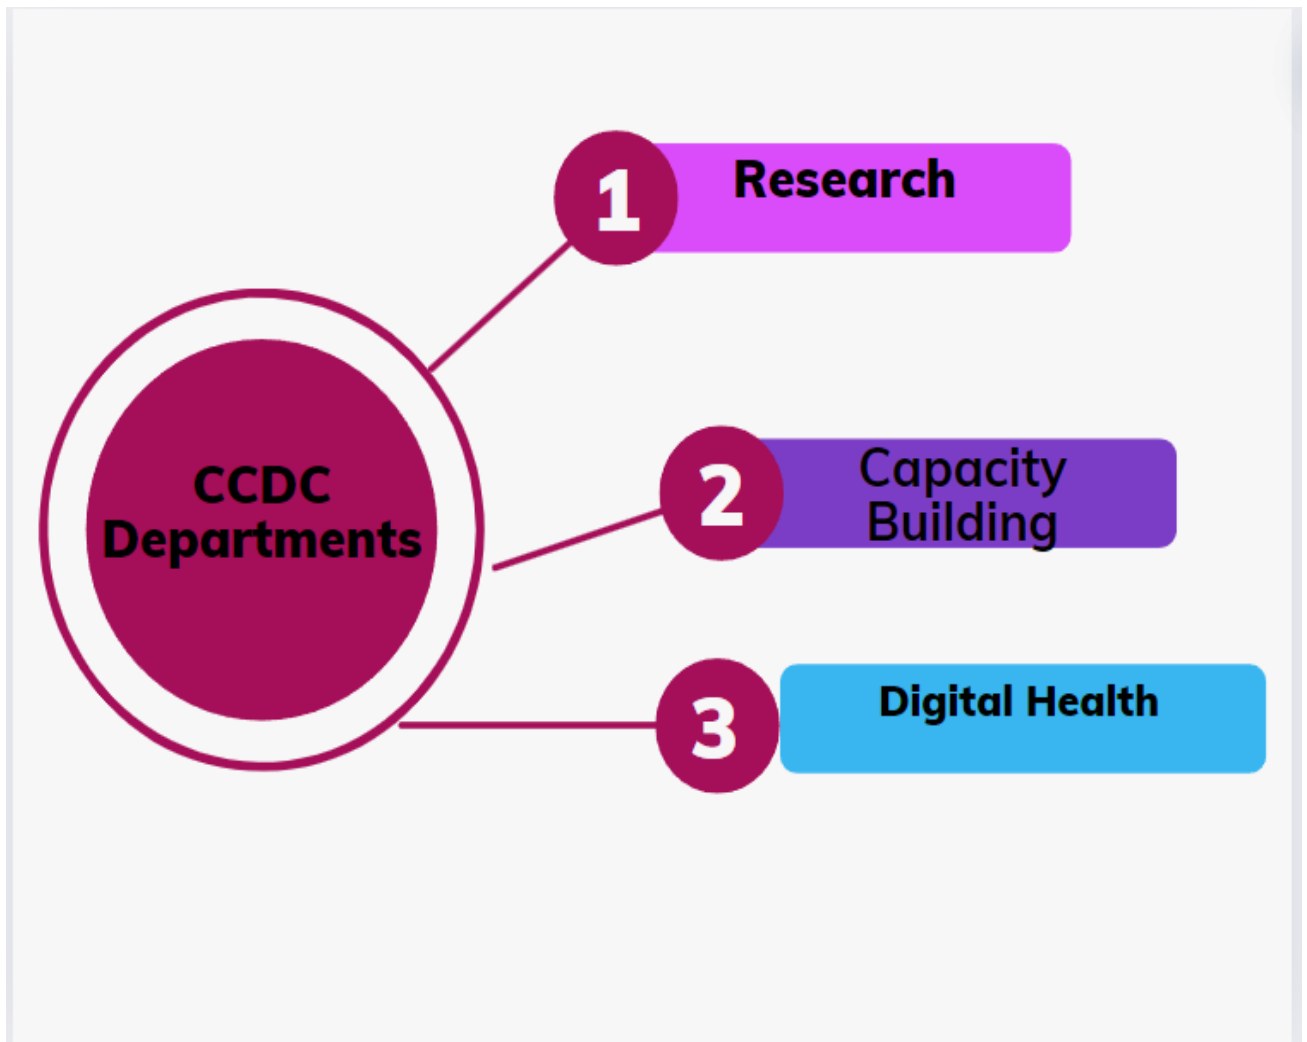 1
Research
CCDC
Departments
2
Capacity
Building
3
Digital Health